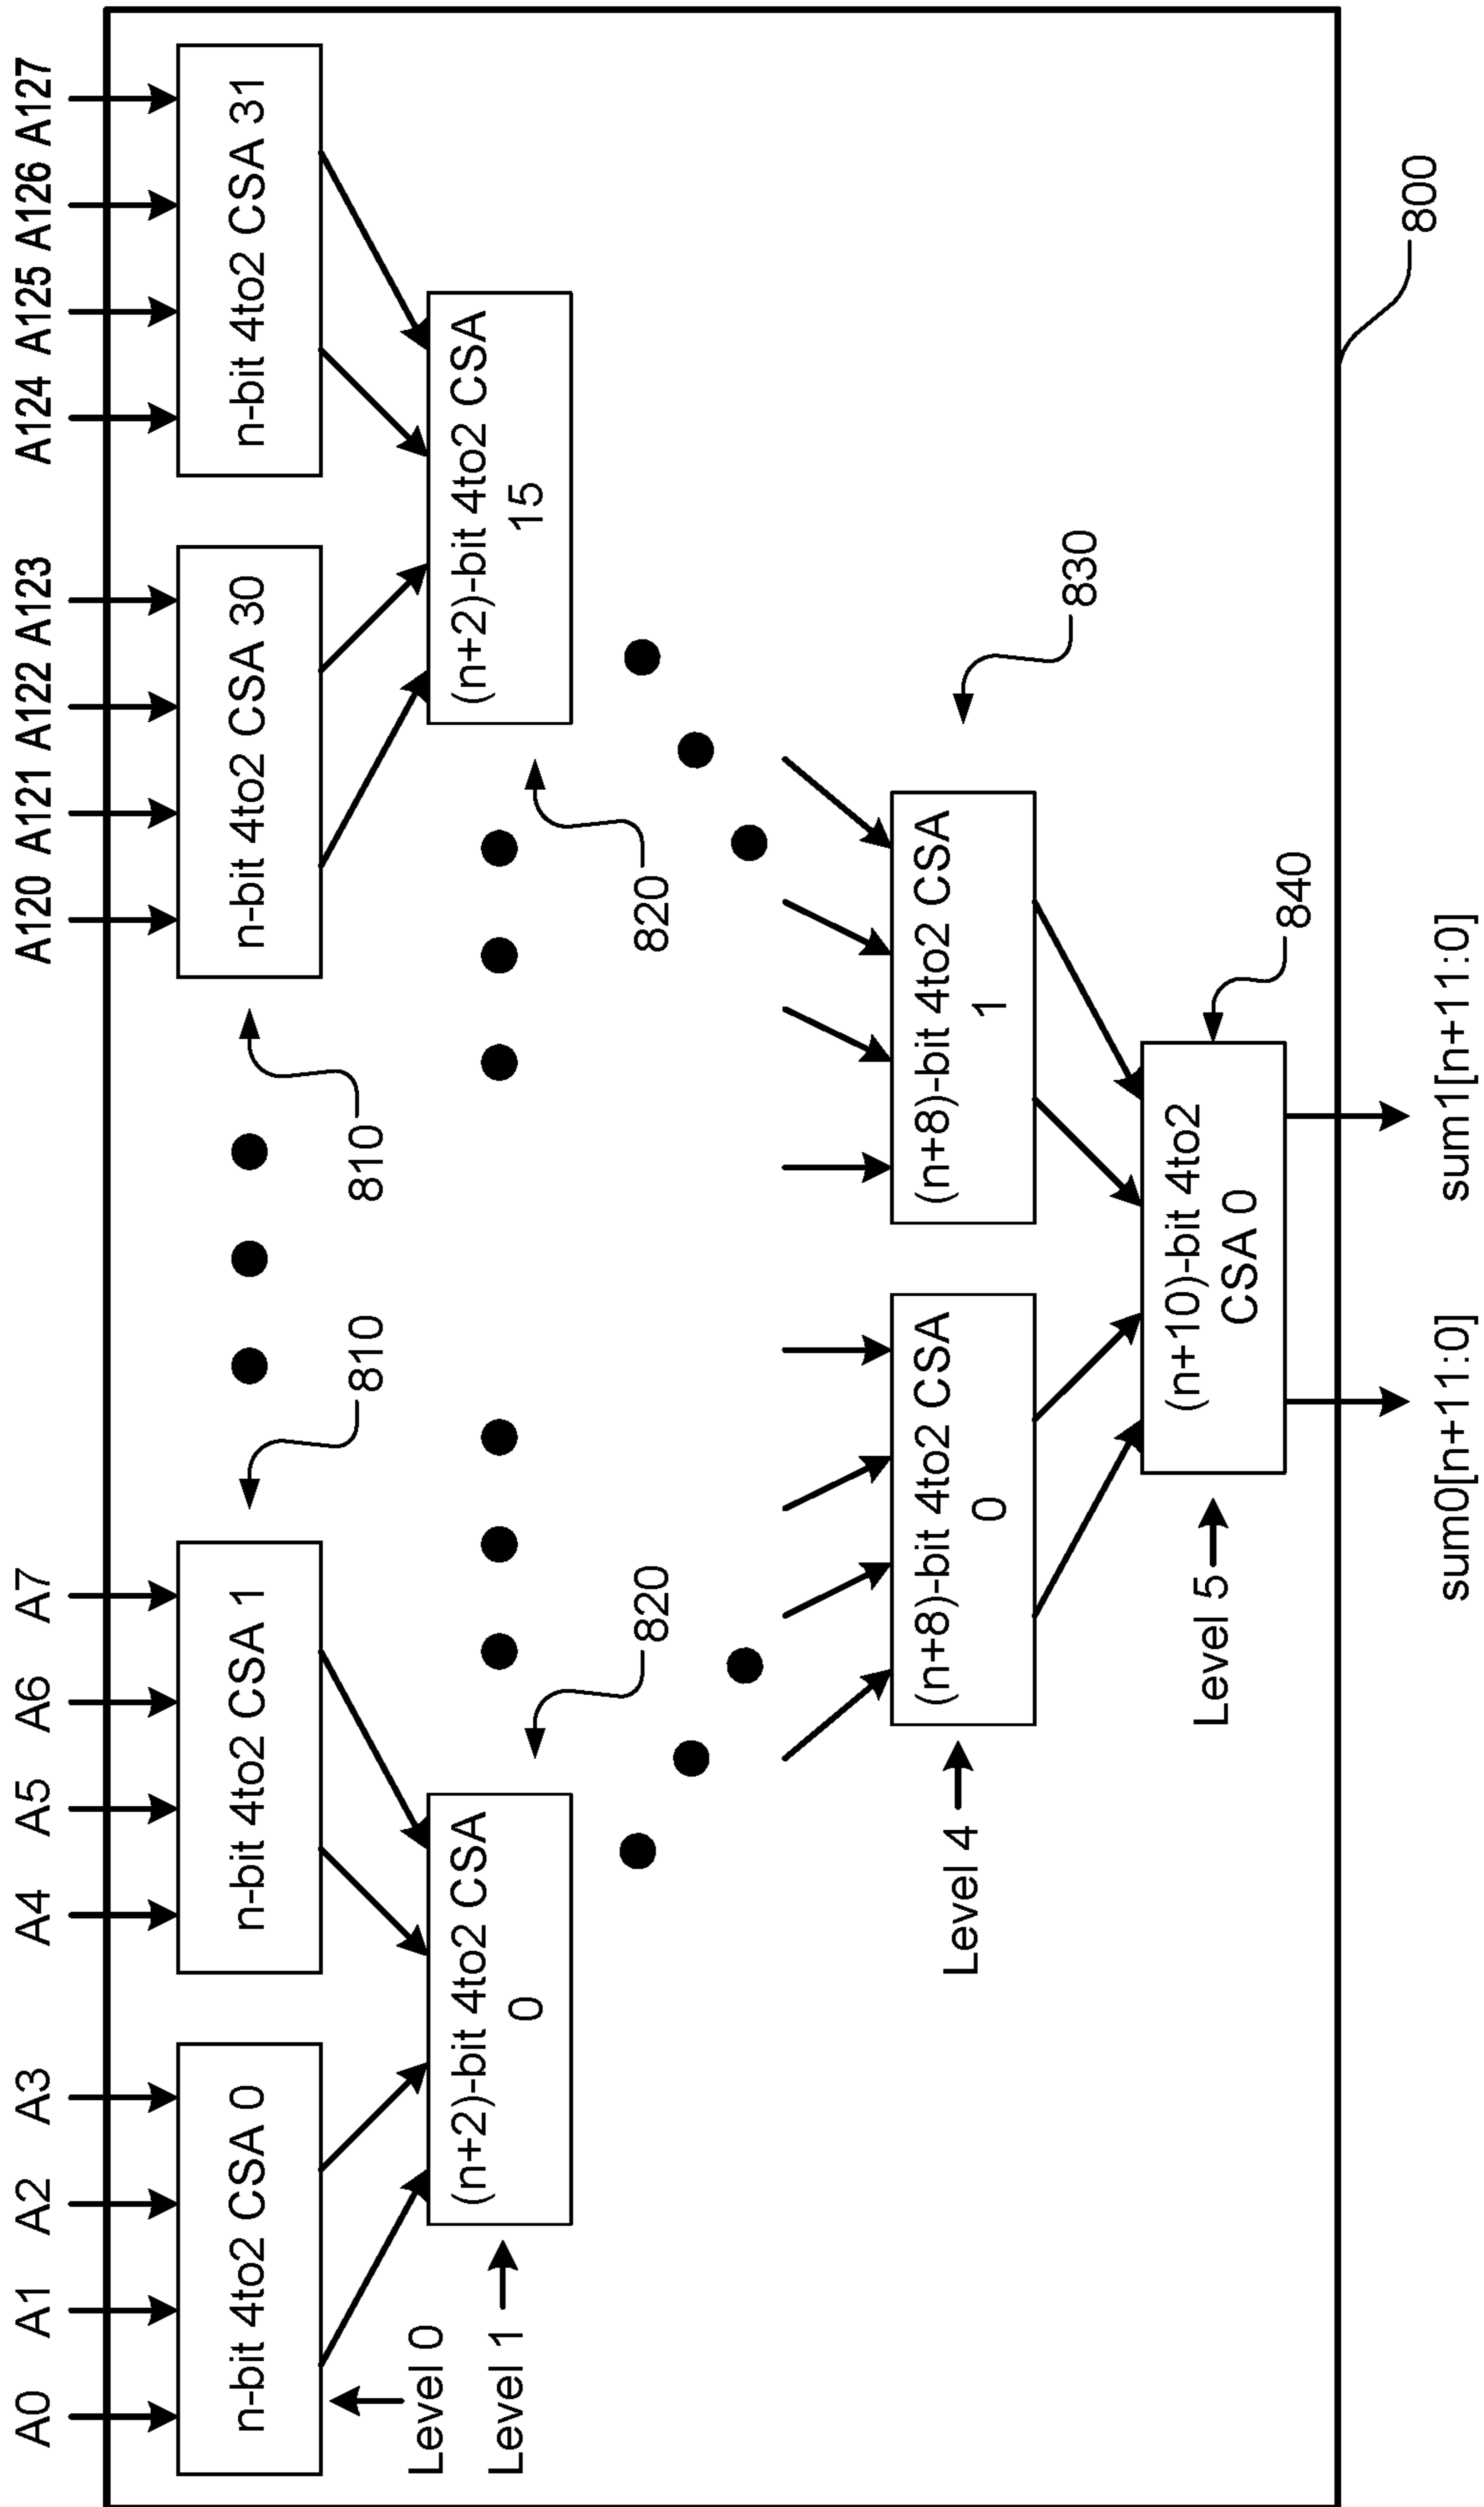 A0 A1 A2 A3 A4 A5 A6 A7 A120 A121 A122 A123 A124 A125 A126 A127
n-bit 4to2 CSA 0
n-bit 4to2 CSA 1
n-bit 4to2 CSA 30
n-bit 4to2 CSA 31
810
810
Level 0
Level 1
(n+2)-bit 4to2 CSA
0
(n+2)-bit 4to2 CSA
15
820
820
830
Level 4
(n+8)-bit 4to2 CSA
0
(n+8)-bit 4to2 CSA
1
Level 5
(n+10)-bit 4to2
CSA 0
840
800
sum0[n+11:0]
sum1[n+11:0]